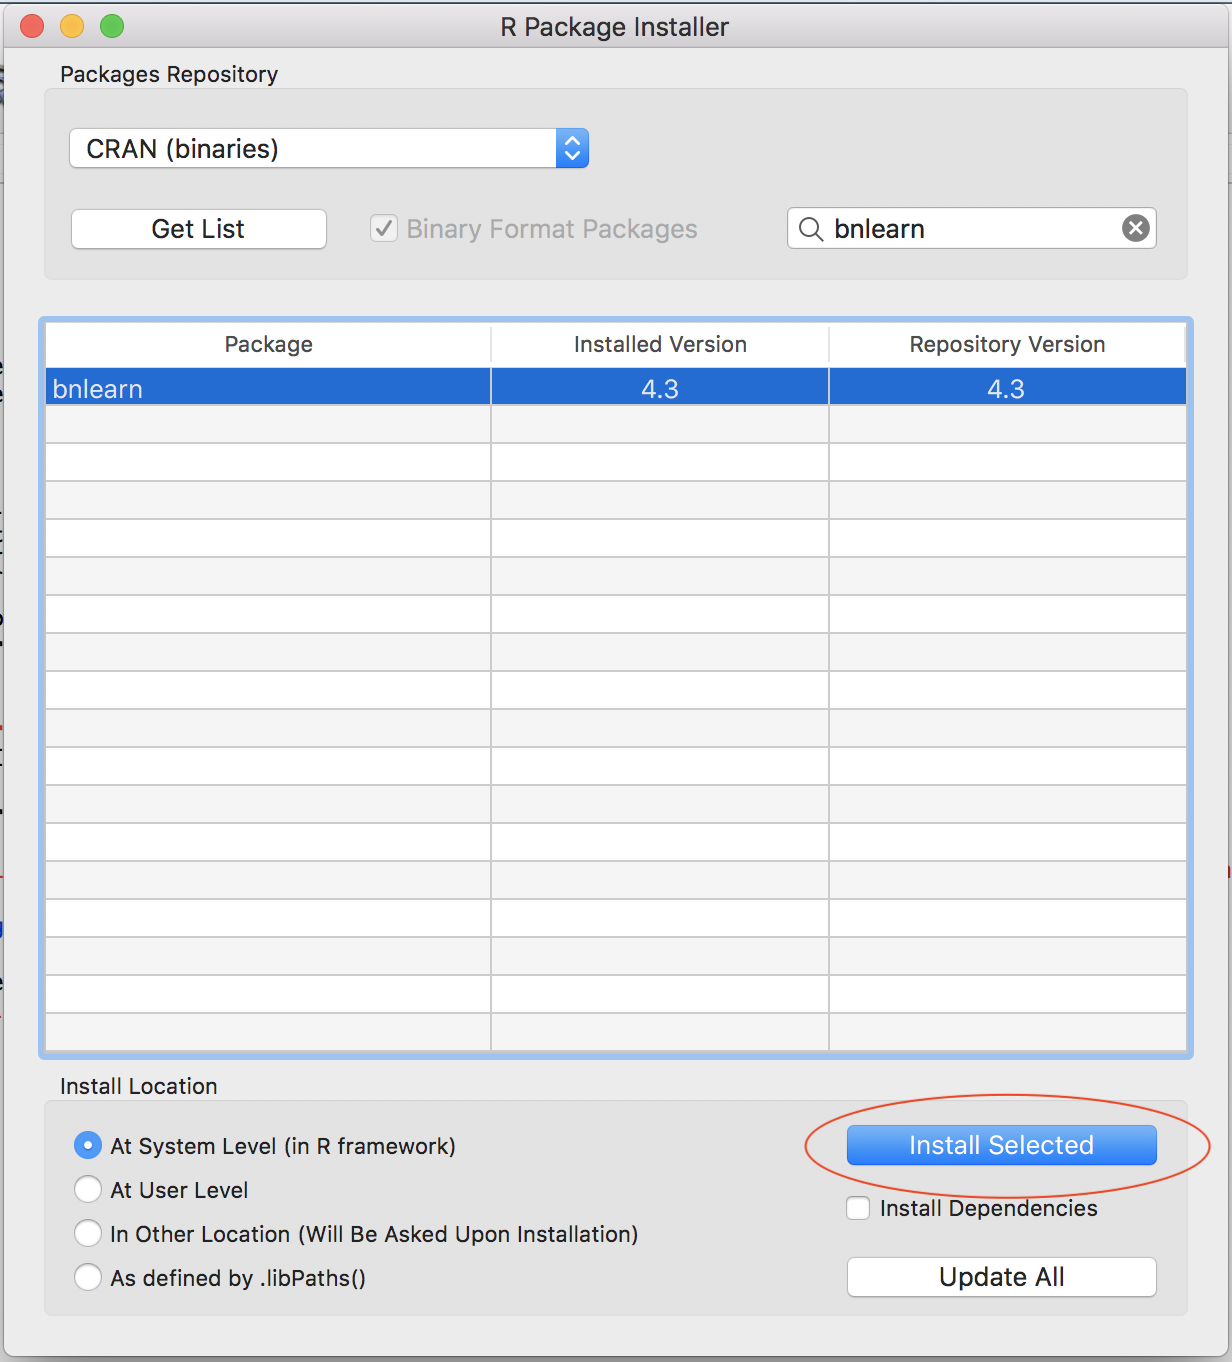 R Package Installer
Packages Repository
CRAN (binaries)
Get List
Binary Format Packages
bnlearn
Package Installed Version Repository Version
bnlearn 4.3 4.3
Install Location
At System Level (in R framework)
Install Selected
At User Level
Install Dependencies
In Other Location (Will Be Asked Upon Installation)
As defined by .libPaths()
Update All